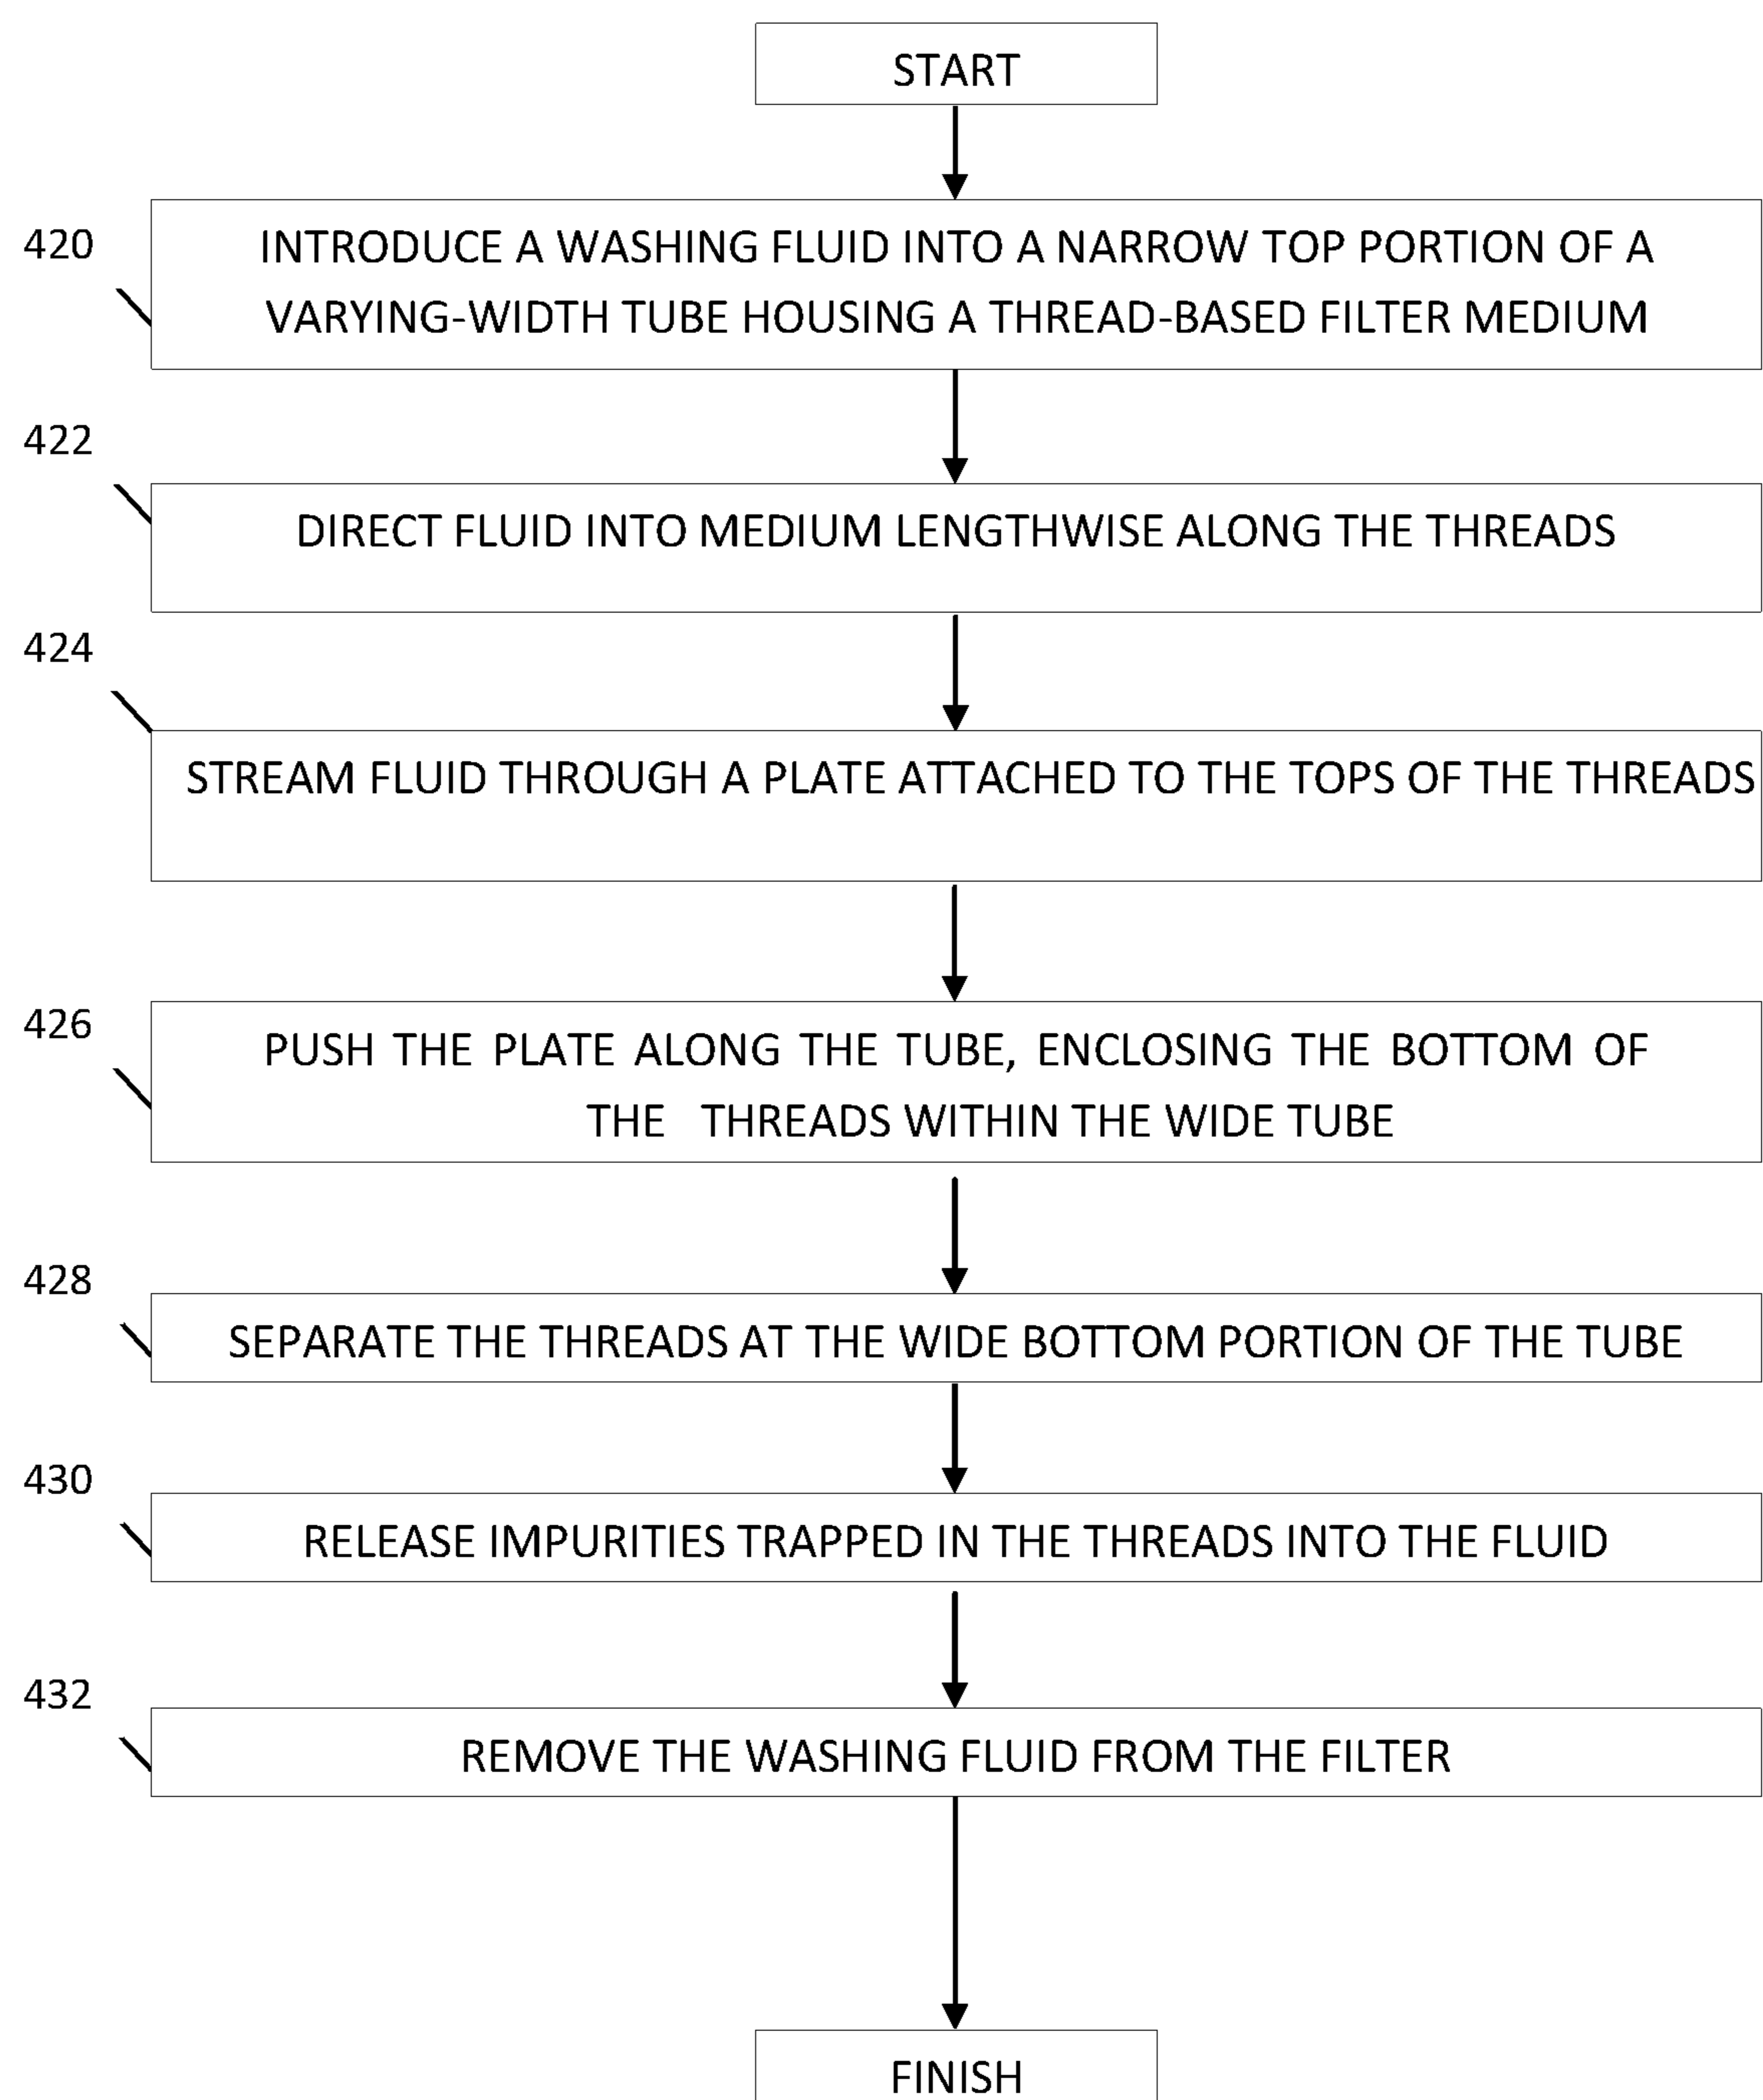 START
420
INTRODUCE A WASHING FLUID INTO A NARROW TOP PORTION OF A
VARYING-WIDTH TUBE HOUSING A THREAD-BASED FILTER MEDIUM
422
DIRECT FLUID INTO MEDIUM LENGTHWISE ALONG THE THREADS
424
STREAM FLUID THROUGH A PLATE ATTACHED TO THE TOPS OF THE THREADS
426
PUSH THE PLATE ALONG THE TUBE, ENCLOSING THE BOTTOM OF
THE THREADS WITHIN THE WIDE TUBE
428
SEPARATE THE THREADS AT THE WIDE BOTTOM PORTION OF THE TUBE
430
RELEASE IMPURITIES TRAPPED IN THE THREADS INTO THE FLUID
432
REMOVE THE WASHING FLUID FROM THE FILTER
FINISH